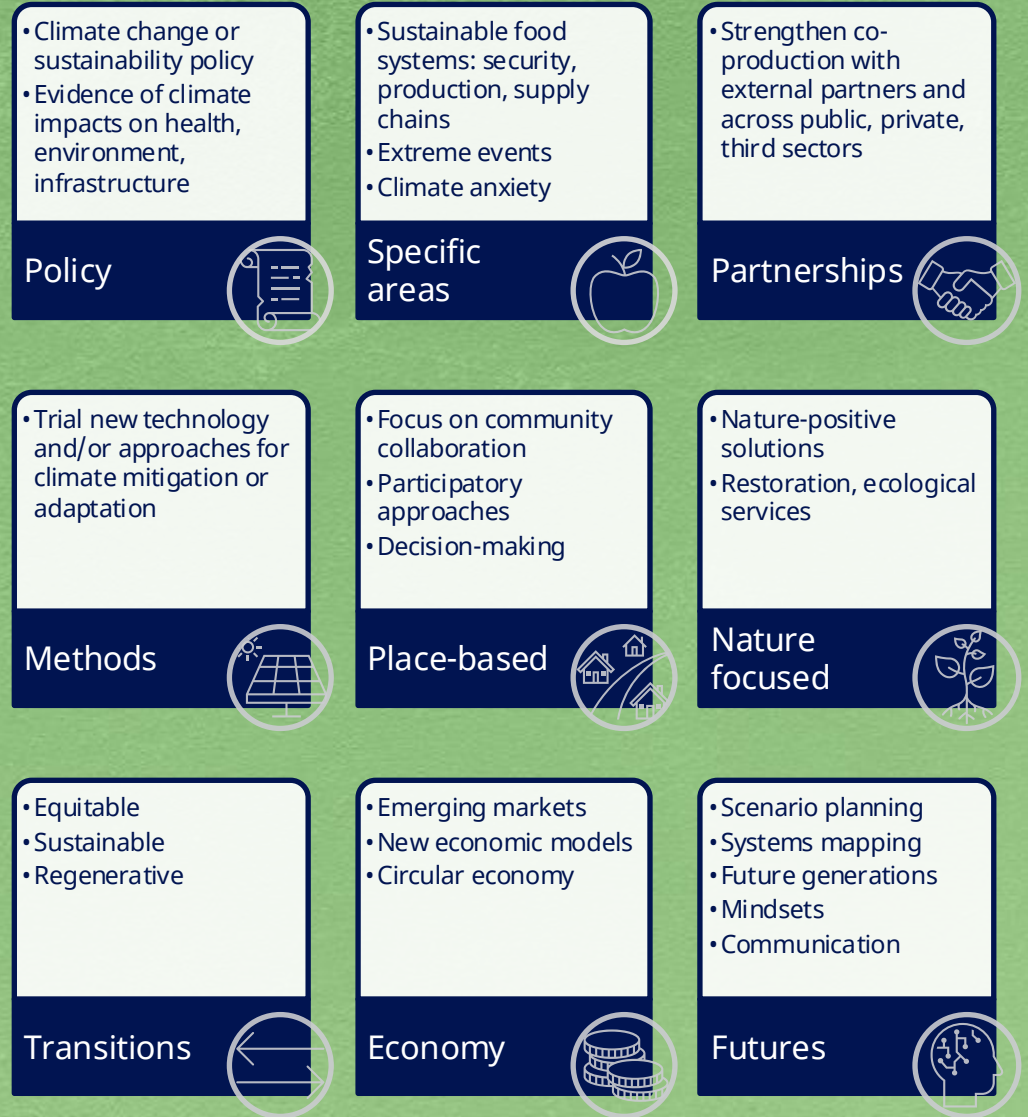 •Climate change or
sustainability policy
•Evidence of climate
impacts on health,
environment,
infrastructure
Policy
•Sustainable food
systems: security,
production, supply
chains
•Extreme events
•Climate anxiety
Specific
areas
•Strengthen co-
production with
external partners and
across public, private,
third sectors
Partnerships
•Trial new technology
and/or approaches for
climate mitigation or
adaptation
Methods
•Focus on community
collaboration
•Participatory
approaches
•Decision-making
Place-based
•Nature-positive
solutions
•Restoration, ecological
services
Nature
focused
•Equitable
•Sustainable
•Regenerative
Transitions
•Emerging markets
•New economic models
•Circular economy
Economy
•Scenario planning
•Systems mapping
•Future generations
•Mindsets
•Communication
Futures